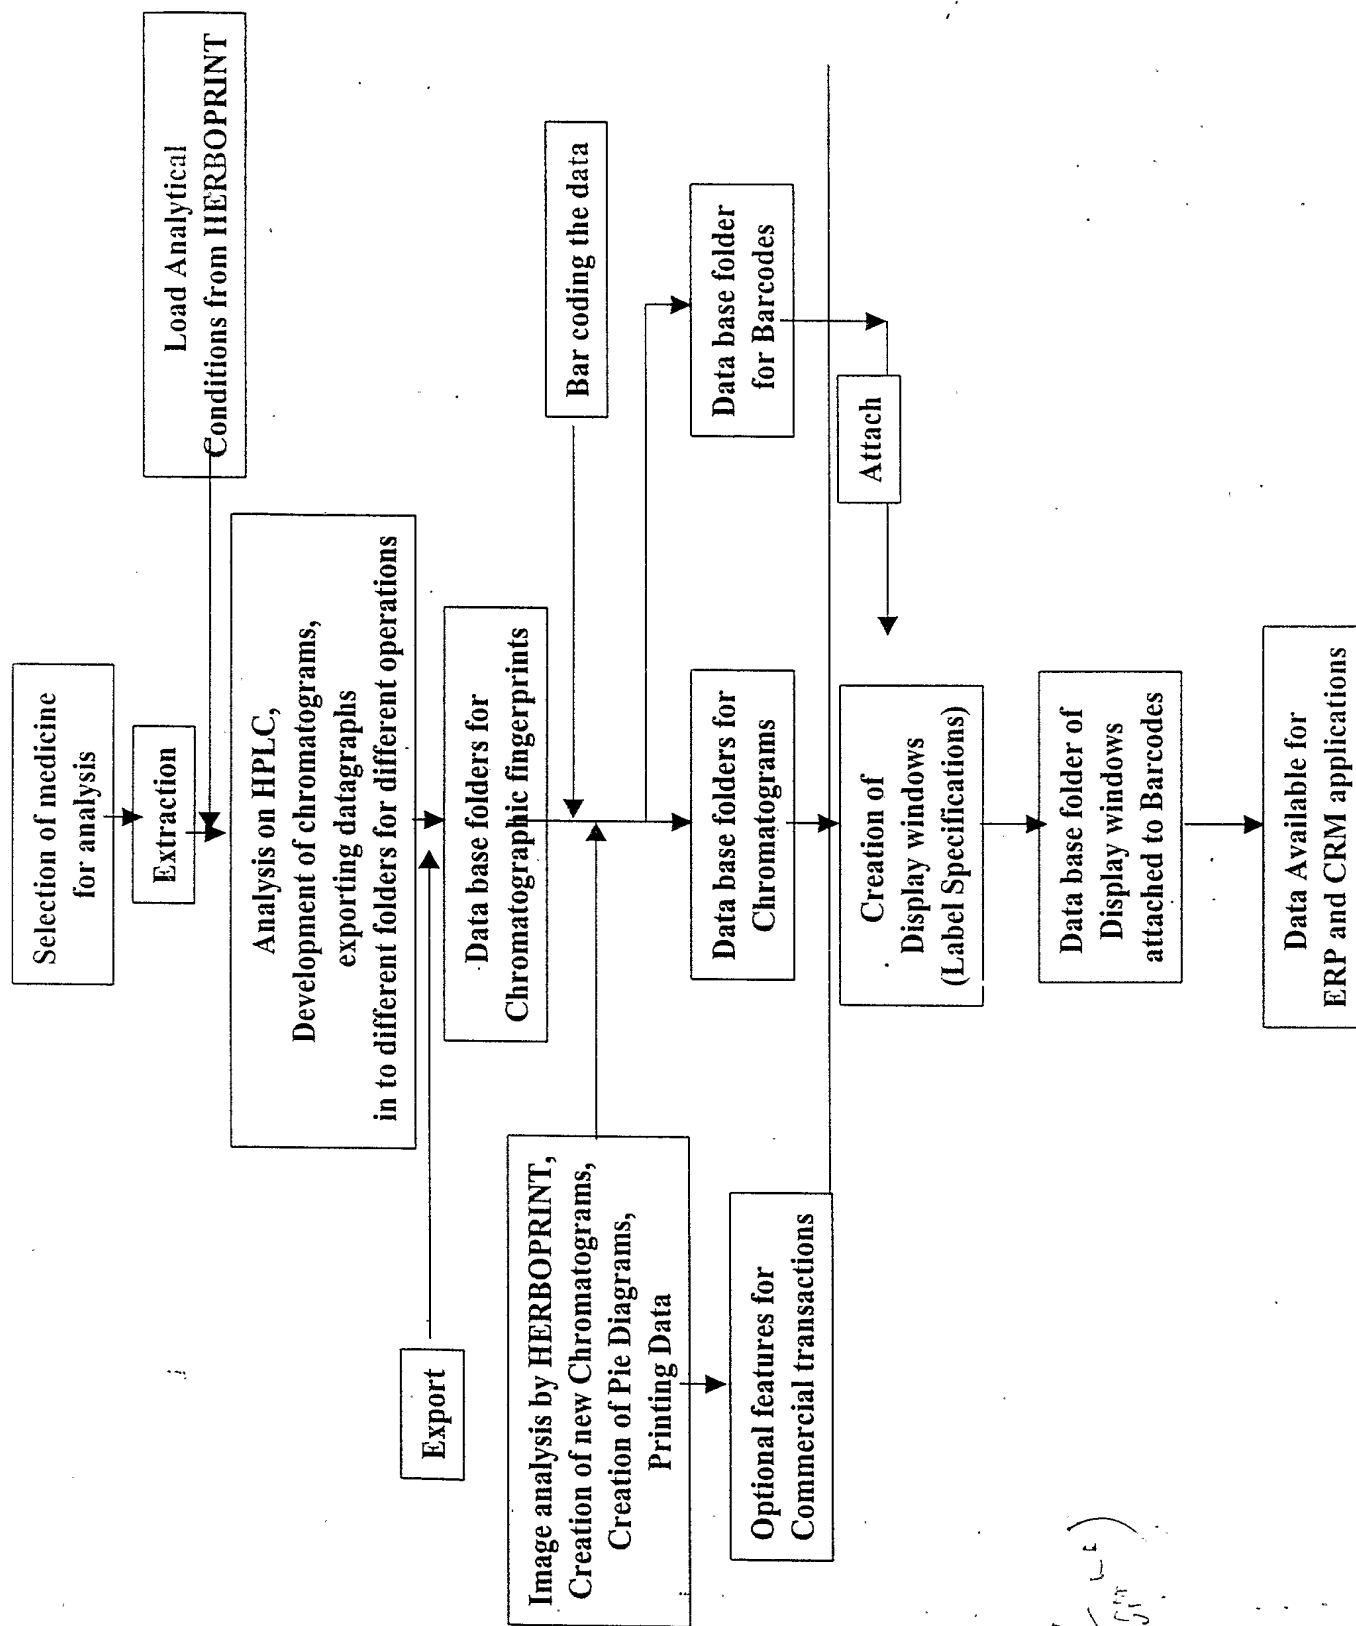 Selection of medicine
for analysis
Extraction
Load Analytical
Conditions from HERBOPRINT
Analysis on HPLC,
Development of chromatograms,
exporting datagraphs
in to different folders for different operations
Export
Data base folders for
Chromatographic fingerprints
Bar coding the data
Image analysis by HERBOPRINT,
Creation of new Chromatograms,
Creation of Pie Diagrams,
Printing Data
Data base folders for
Chromatograms
Data base folder
for Barcodes
Optional features for
Commercial transactions
Attach
Creation of
Display windows
(Label Specifications)
Data base folder of
Display windows
attached to Barcodes
Data Available for
ERP and CRM applications